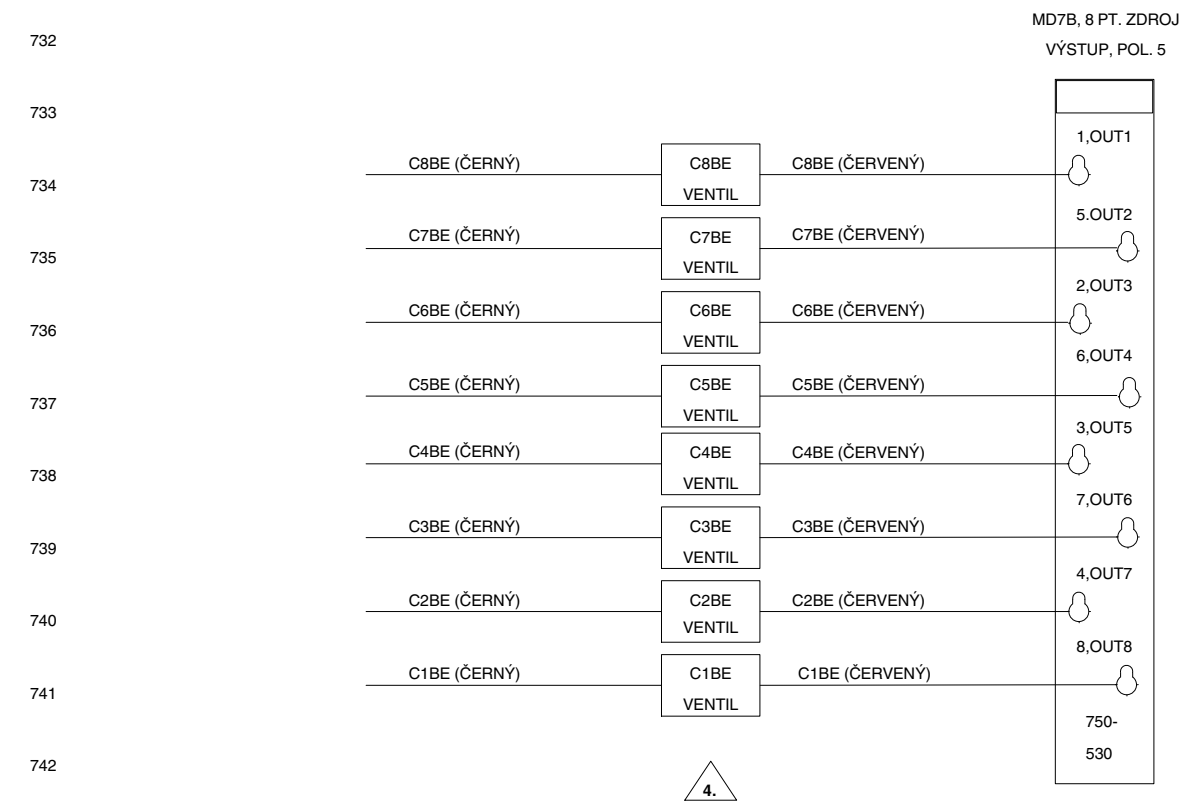 MD7B, 8 PT. ZDROJ
732
VÝSTUP, POL. 5
733
1,OUT1
C8BE (ČERNÝ)
C8BE
VENTIL
C8BE (ČERVENÝ)
734
5.OUT2
C7BE (ČERNÝ)
C7BE
VENTIL
C7BE (ČERVENÝ)
735
2,OUT3
C6BE (ČERNÝ)
C6BE
VENTIL
C6BE (ČERVENÝ)
736
6,OUT4
C5BE (ČERNÝ)
C5BE
VENTIL
C5BE (ČERVENÝ)
737
3,OUT5
C4BE (ČERNÝ)
C4BE
VENTIL
C4BE (ČERVENÝ)
738
7,OUT6
C3BE (ČERNÝ)
C3BE
VENTIL
C3BE (ČERVENÝ)
739
4,OUT7
C2BE (ČERNÝ)
C2BE
VENTIL
C2BE (ČERVENÝ)
740
8,OUT8
C1BE (ČERNÝ)
C1BE
VENTIL
C1BE (ČERVENÝ)
741
750-
530
742
4.